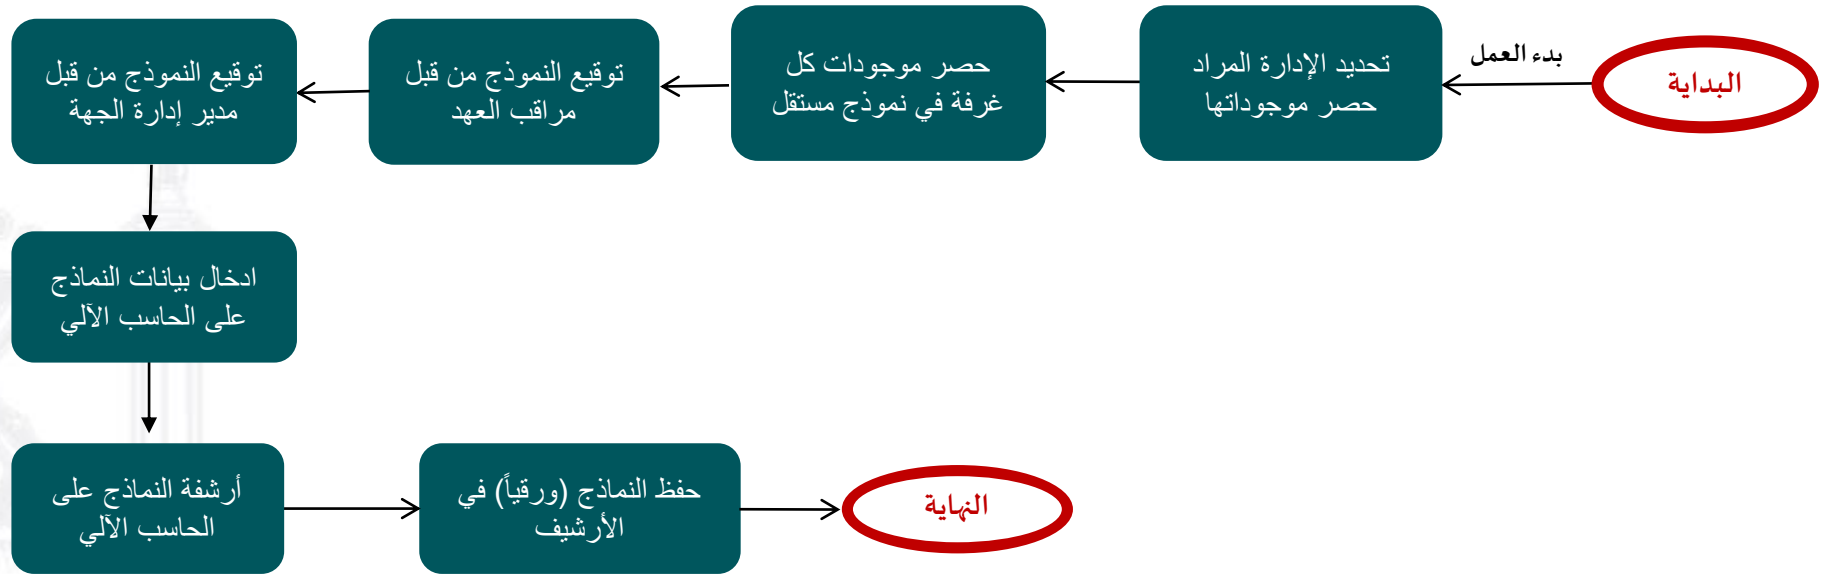 البداية
بدء العمل
تحديد الإدارة المراد
حصر موجوداتها
حصر موجودات كل
غرفة في نموذج مستقل
توقيع النموذج من قبل
مراقب العهد
توقيع النموذج من قبل
مدير إدارة الجهة
ادخال بيانات النماذج
على الحاسب الآلي
أرشفة النماذج على
الحاسب الآلي
حفظ النماذج (ورقياً) في
الأرشيف
النهاية